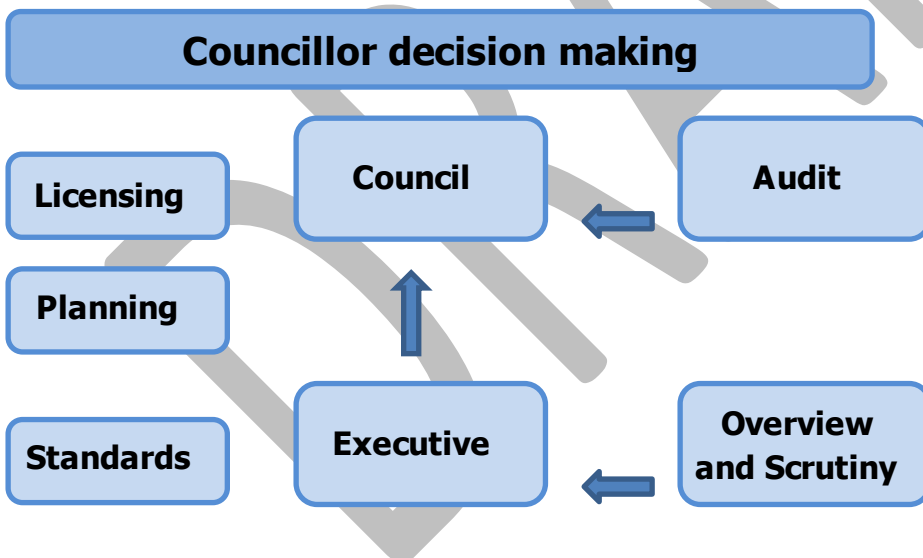 Councillor decision making
Licensing
Council
Audit
Planning
Standards
Executive
Overview
and Scrutiny